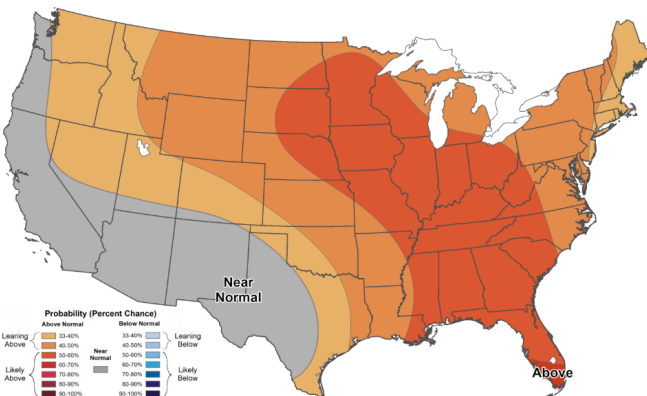 Near
Normal
Above
Probability (Percent Chance)
Above Normal Below Normal
Leaning
Above
33-40%
40-50%
Likely
Above
50-60%
60-70%
70-80%
80-90%
90-100%
Near
Normal
33-40%
40-50%
Leaning
Below
50-60%
60-70%
70-80%
80-90%
90-100%
Likely
Below